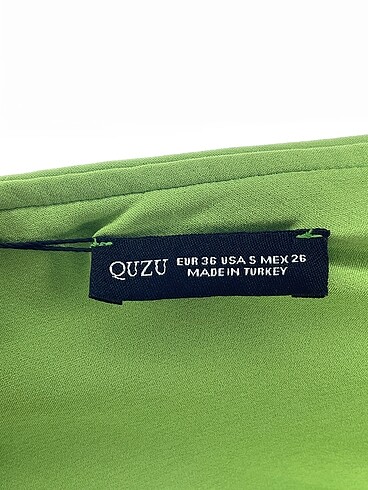 QUZU
EUR 36 USA S MEX 26
MADE IN TURKEY